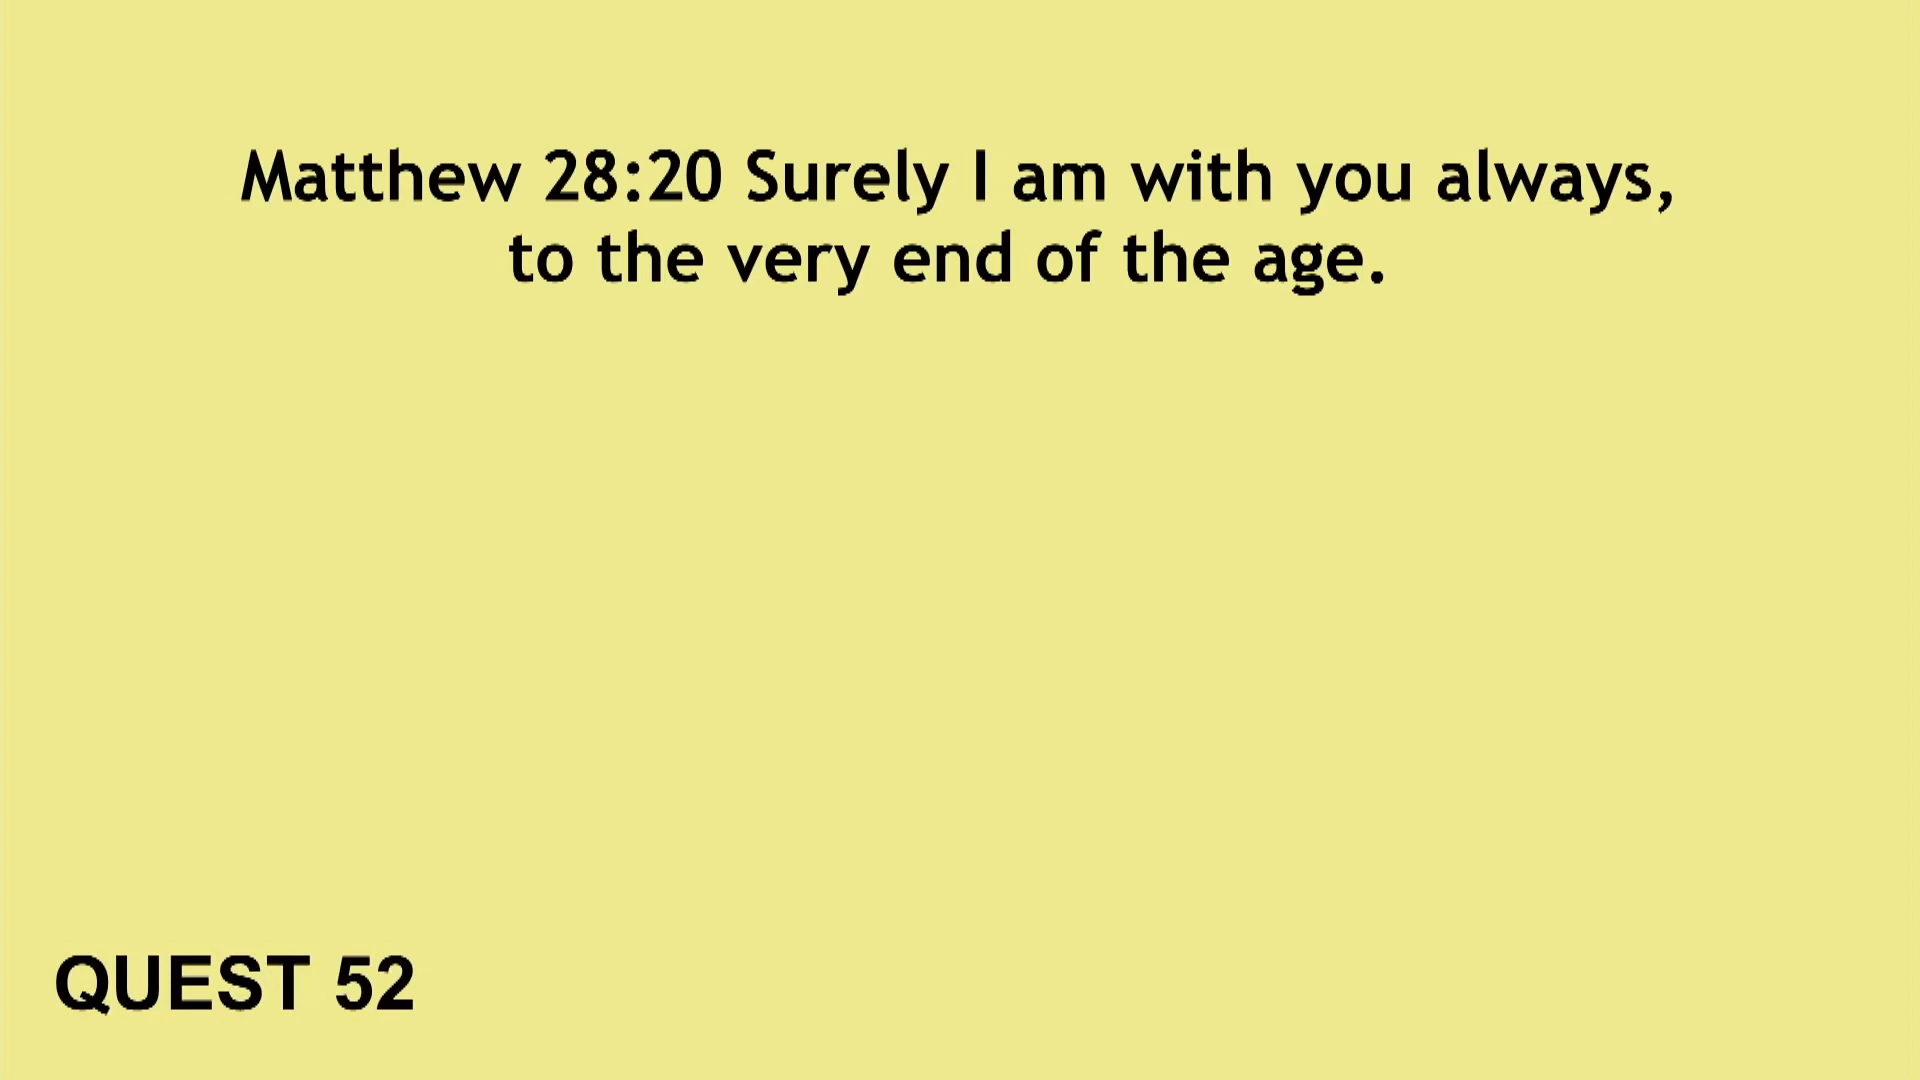 Matthew 28:20 Surely I am with you always,
to the very end of the age.
QUEST 52